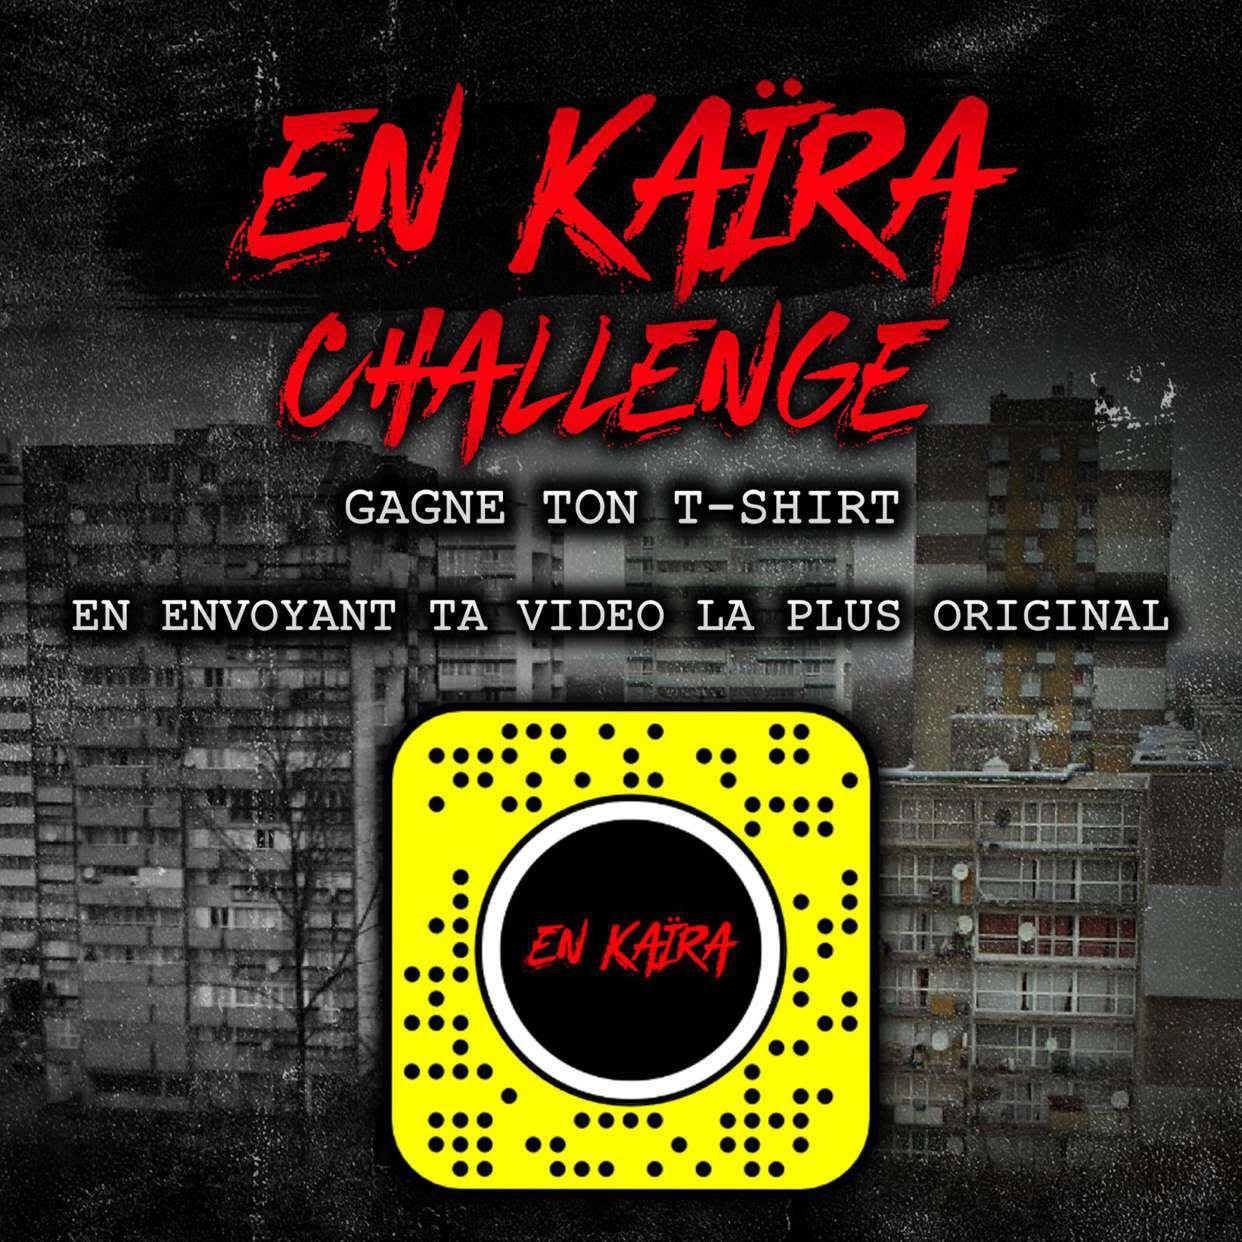 EN KAÏRA
CHALLENGE
GAGNE TON T-SHIRT
EN ENVOYANT TA VIDEO LA PLUS ORIGINAL
EN KAÏRA